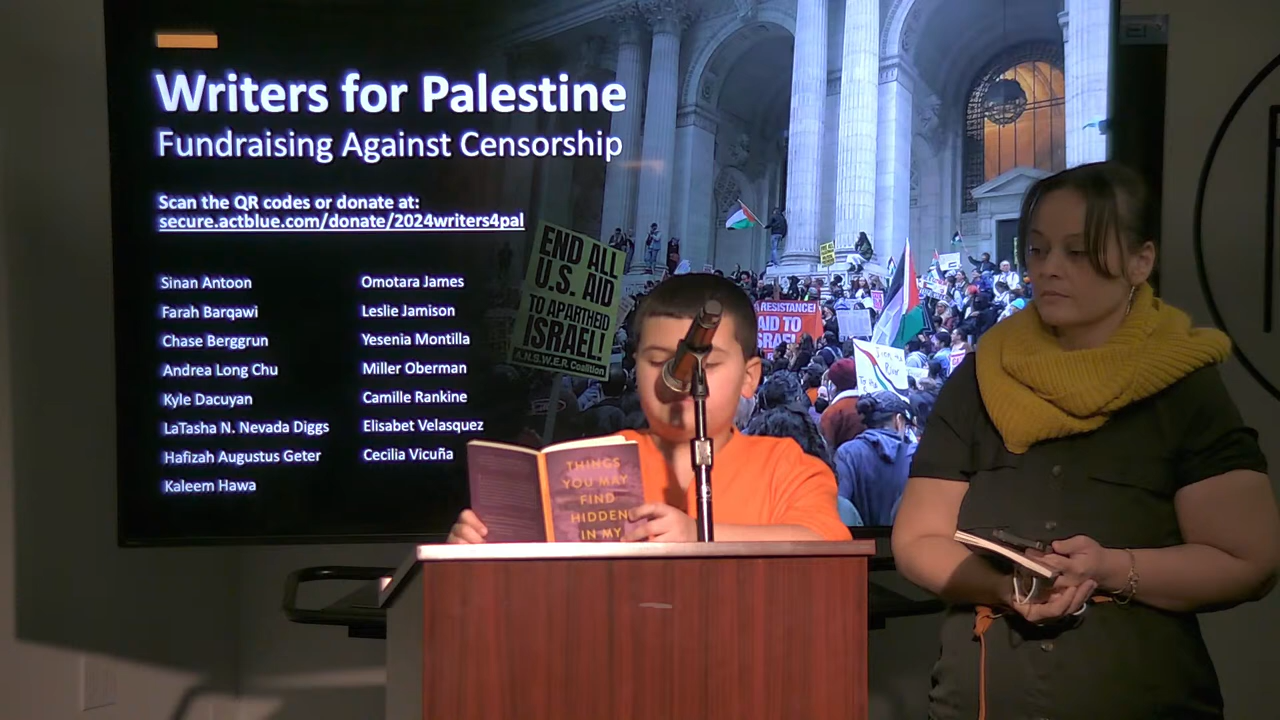 Writers for Palestine
Fundraising Against Censorship
Scan the QR codes or donate at:
secure.actblue.com/donate/2024writers4pal
Sinan Antoon
Farah Barqawi
Chase Berggrun
Andrea Long Chu
Kyle Dacuyan
LaTasha N. Nevada Diggs
Hafizah Augustus Geter
Kaleem Hawa
Omotara James
Leslie Jamison
Yesenia Montilla
Miller Oberman
Camille Rankine
Elisabet Velasquez
Cecilia Vicuña
END ALL
U.S. AID
TO APARTHEID
ISRAEL!
A.N.S.W.E.R. Coalition
RESISTANCE!
AID TO
THINGS
YOU MAY
FIND
HIDDEN
IN MY